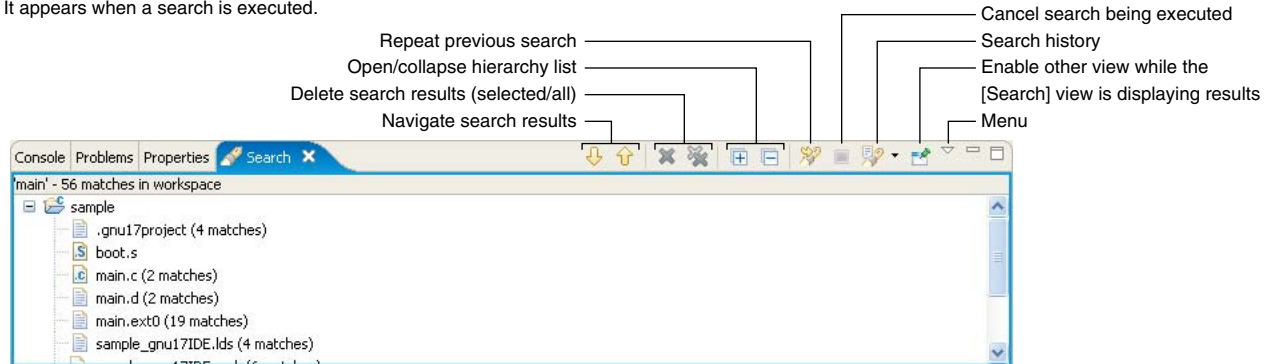 It appears when a search is executed.
Cancel search being executed
Repeat previous search
Search history
Open/collapse hierarchy list
Enable other view while the
Delete search results (selected/all)
[Search] view is displaying results
Navigate search results
Menu
Console Problems Properties Search
'main' - 56 matches in workspace
sample
.gnu17project (4 matches)
boot.s
main.c (2 matches)
main.d (2 matches)
main.ext0 (19 matches)
sample_gnu17IDE.lds (4 matches)